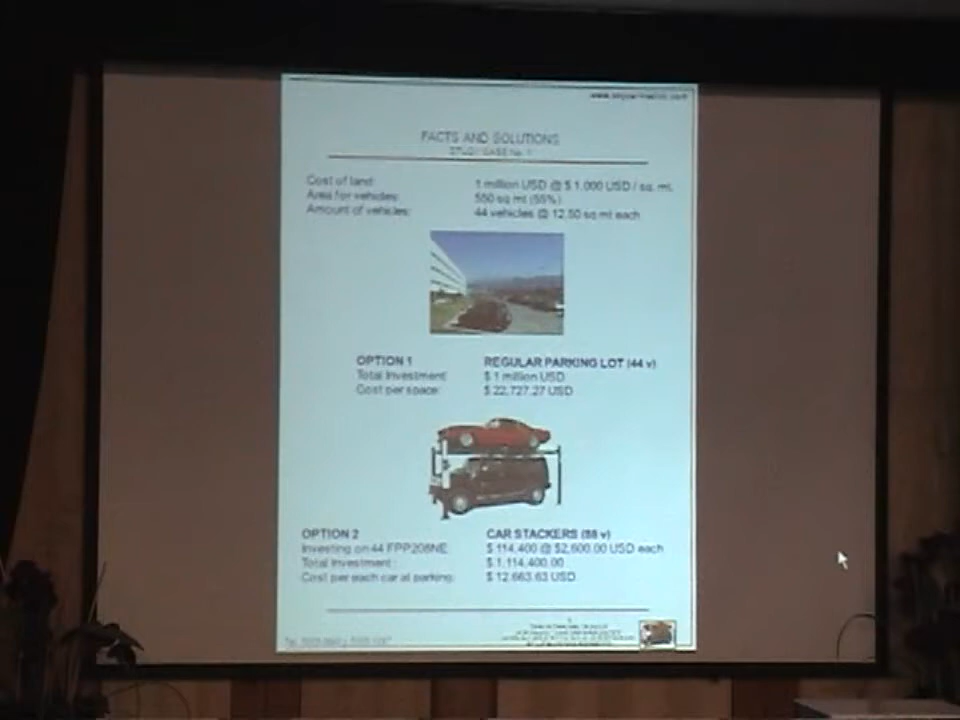 FACTS AND SOLUTIONS
STUDY CASE No. 1
Cost of land: 1 million USD @ $ 1.000 USD / sq. mt.
Area for vehicles: 550 sq mt (55%)
Amount of vehicles: 44 vehicles @ 12.50 sq mt each
OPTION 1 REGULAR PARKING LOT (44 v)
Total Investment $ 1 million USD
Cost per space: $ 22,727.27 USD
OPTION 2 CAR STACKERS (88 v)
Investing on 44 FPP208NE $ 114,400 @ $2,600.00 USD each
Total Investment: $ 1,114,400.00
Cost per each car at parking: $ 12,663.63 USD